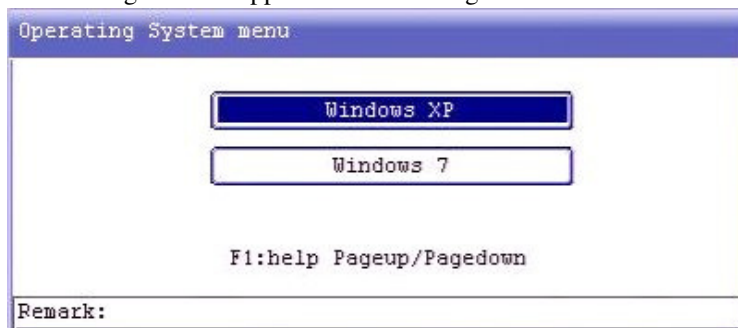 Operating System menu
Windows XP
Windows 7
F1:help Pageup/Pagedown
Remark: